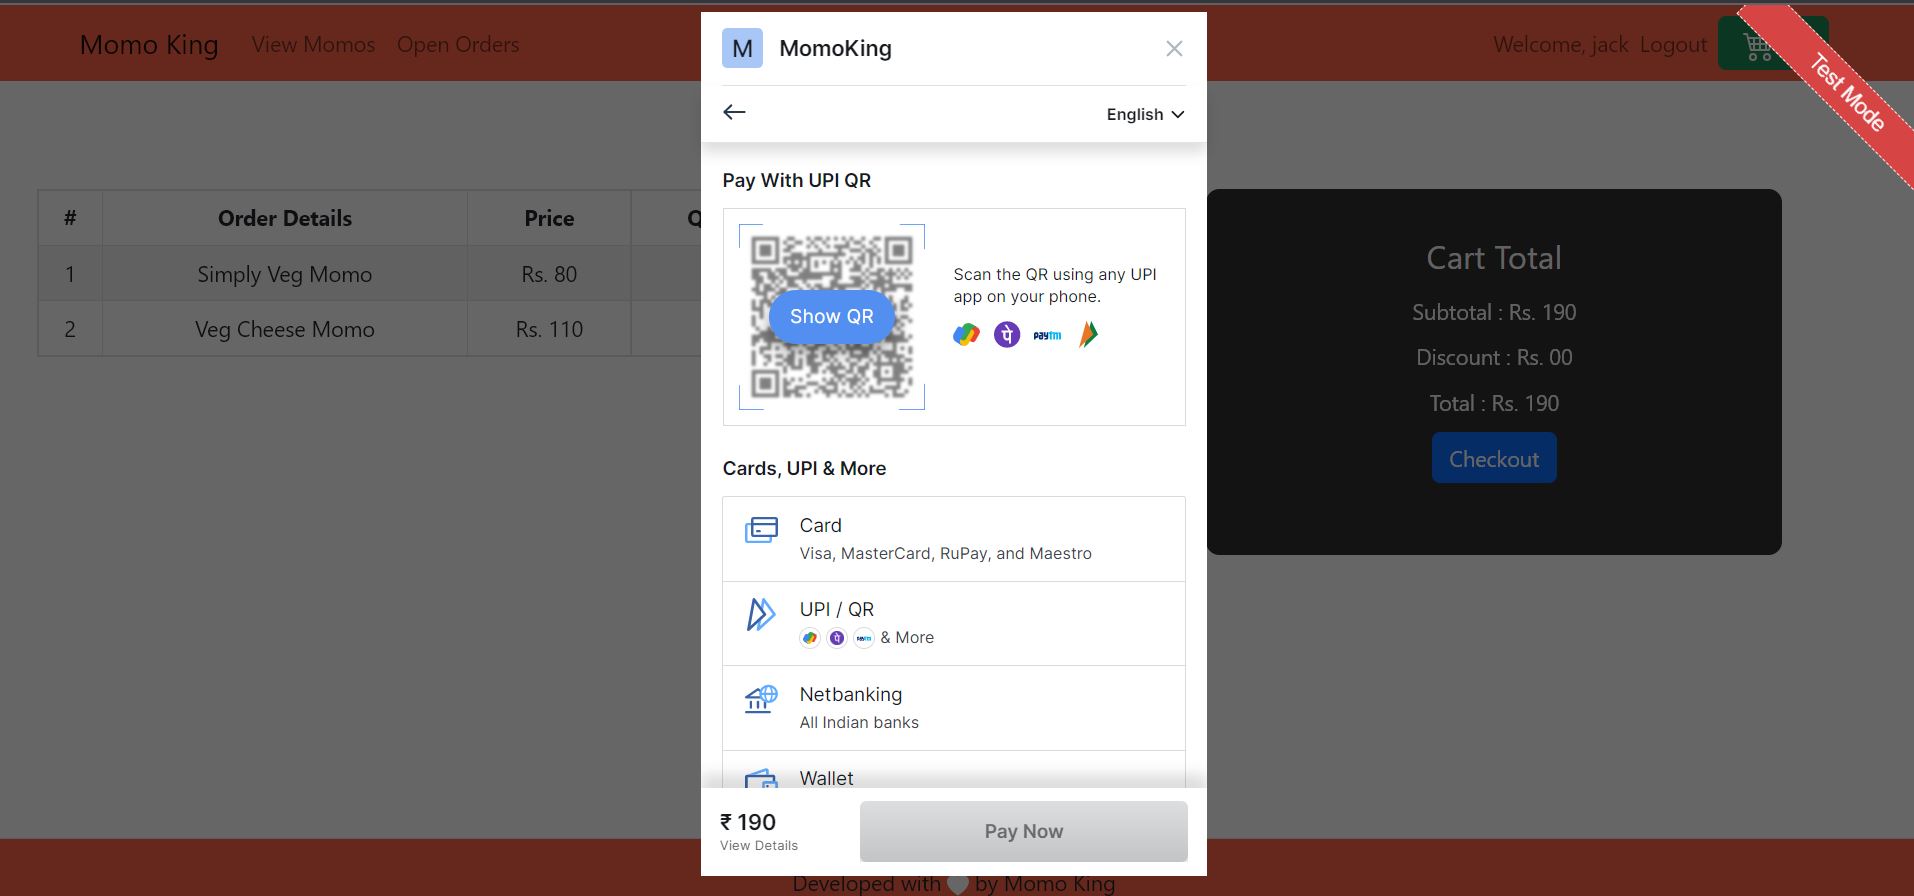 Momo King View Momos Open Orders
Welcome, jack Logout
Test Mode
# Order Details Price Q
1 Simply Veg Momo Rs. 80
2 Veg Cheese Momo Rs. 110
M MomoKing
English
Pay With UPI QR
Show QR
Scan the QR using any UPI
app on your phone.
पे paytm
Cards, UPI & More
Card
Visa, MasterCard, RuPay, and Maestro
UPI / QR
पे paytm & More
Netbanking
All Indian banks
Wallet
₹ 190
View Details
Pay Now
Cart Total
Subtotal : Rs. 190
Discount : Rs. 00
Total : Rs. 190
Checkout
Developed with by Momo King